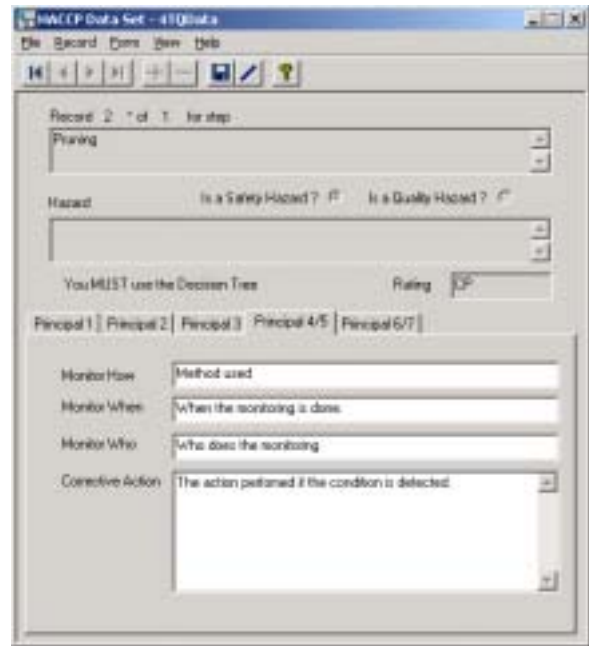 HACCP Data Set - 4TQData
File Record Form View Help
Record 2 * of 1 for step
Pruning
Hazard Is a Safety Hazard ? Is a Quality Hazard ?
You MUST use the Decision Tree Rating CP
Principal 1 Principal 2 Principal 3 Principal 4/5 Principal 6/7
Monitor How Method used
Monitor When When the monitoring is done.
Monitor Who Who does the monitoring
Corrective Action The action performed if the condition is detected.